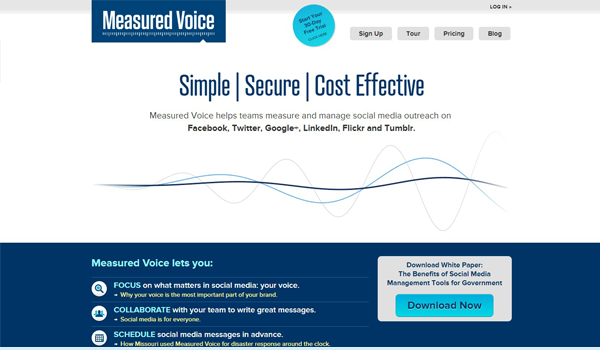 LOG IN »
Measured Voice
Start Your
30-Day
Free Trial
CLICK HERE
Sign Up
Tour
Pricing
Blog
Simple | Secure | Cost Effective
Measured Voice helps teams measure and manage social media outreach on
Facebook, Twitter, Google+, LinkedIn, Flickr and Tumblr.
Measured Voice lets you:
FOCUS on what matters in social media: your voice.
Why your voice is the most important part of your brand.
COLLABORATE with your team to write great messages.
Social media is for everyone.
SCHEDULE social media messages in advance.
How Missouri used Measured Voice for disaster response around the clock.
Download White Paper:
The Benefits of Social Media
Management Tools for Government
Download Now